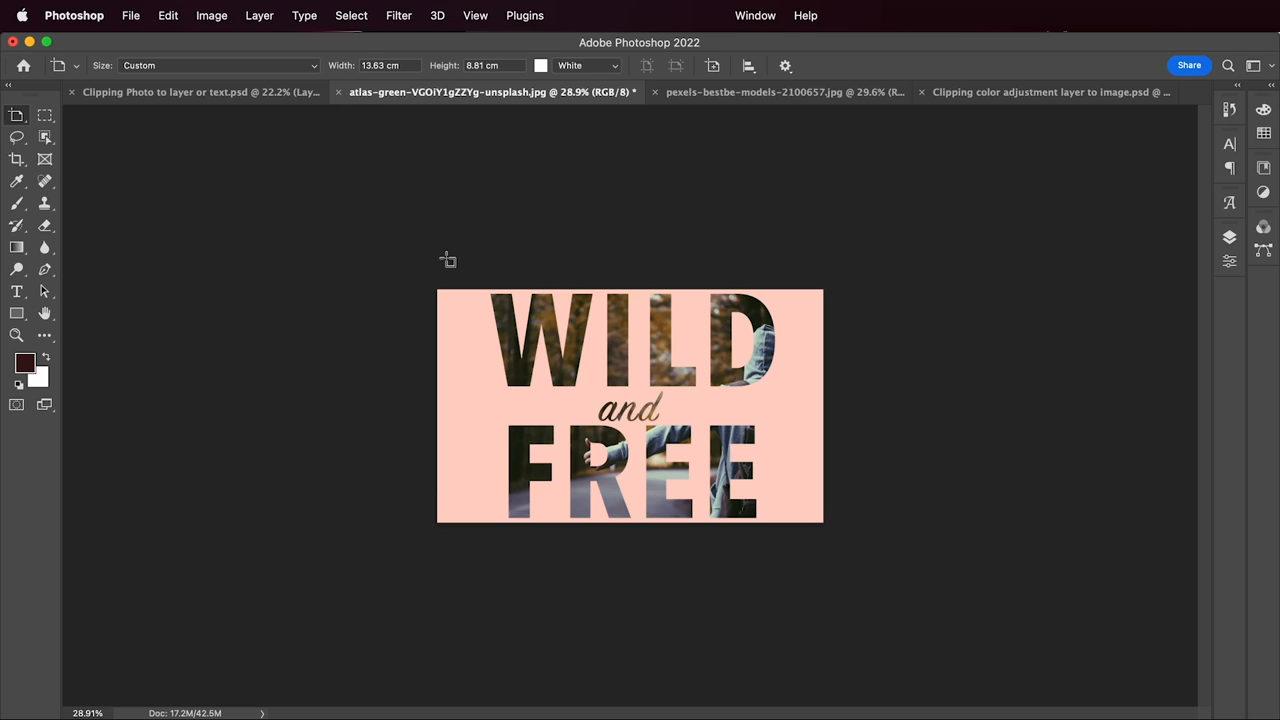 Photoshop File Edit Image Layer Type Select Filter 3D View Plugins Window Help
Adobe Photoshop 2022
Size: Custom Width: 13.63 cm Height: 8.81 cm White Share
Clipping Photo to layer or text.psd @ 22.2% (Lay... atlas-green-VGOiY1gZZYg-unsplash.jpg @ 28.9% (RGB/8) * pexels-bestbe-models-2100657.jpg @ 29.6% (R... Clipping color adjustment layer to image.psd @ ...
WILD
and
FREE
28.91% Doc: 17.2M/42.5M